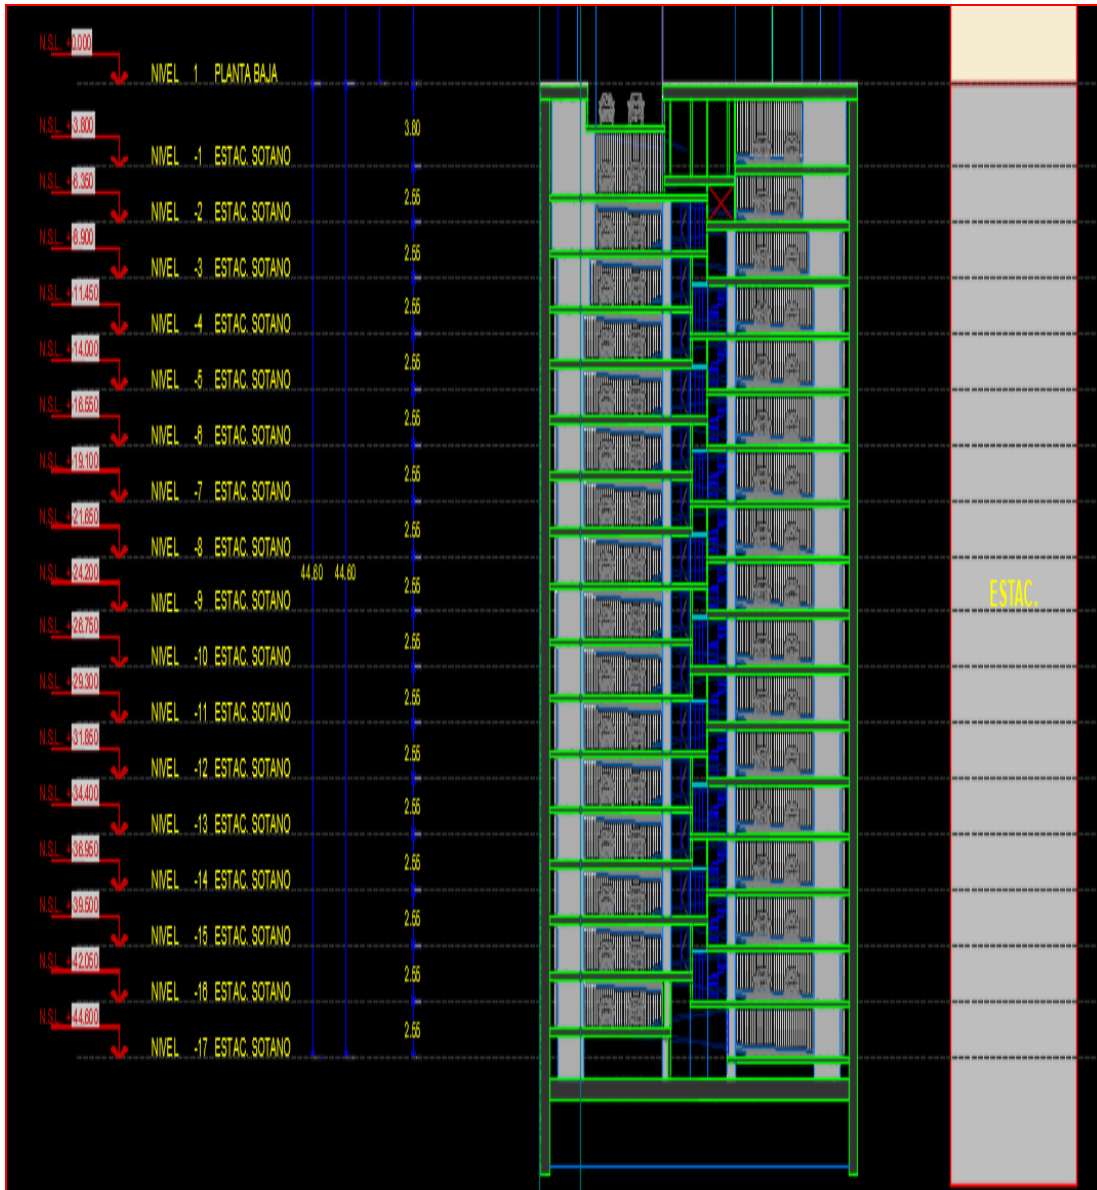 N.S.L. +0.000
NIVEL 1 PLANTA BAJA
N.S.L. -3.800
3.80
NIVEL -1 ESTAC. SOTANO
N.S.L. -6.350
2.55
NIVEL -2 ESTAC. SOTANO
N.S.L. -8.900
2.55
NIVEL -3 ESTAC. SOTANO
N.S.L. -11.450
2.55
NIVEL -4 ESTAC. SOTANO
N.S.L. -14.000
2.55
NIVEL -5 ESTAC. SOTANO
N.S.L. -16.550
2.55
NIVEL -6 ESTAC. SOTANO
N.S.L. -19.100
2.55
NIVEL -7 ESTAC. SOTANO
N.S.L. -21.650
2.55
NIVEL -8 ESTAC. SOTANO
N.S.L. -24.200
44.60 44.60
2.55
ESTAC.
NIVEL -9 ESTAC. SOTANO
N.S.L. -26.750
2.55
NIVEL -10 ESTAC. SOTANO
N.S.L. -29.300
2.55
NIVEL -11 ESTAC. SOTANO
N.S.L. -31.850
2.55
NIVEL -12 ESTAC. SOTANO
N.S.L. -34.400
2.55
NIVEL -13 ESTAC. SOTANO
N.S.L. -36.950
2.55
NIVEL -14 ESTAC. SOTANO
N.S.L. -39.500
2.55
NIVEL -15 ESTAC. SOTANO
N.S.L. -42.050
2.55
NIVEL -16 ESTAC. SOTANO
N.S.L. -44.600
2.55
NIVEL -17 ESTAC. SOTANO